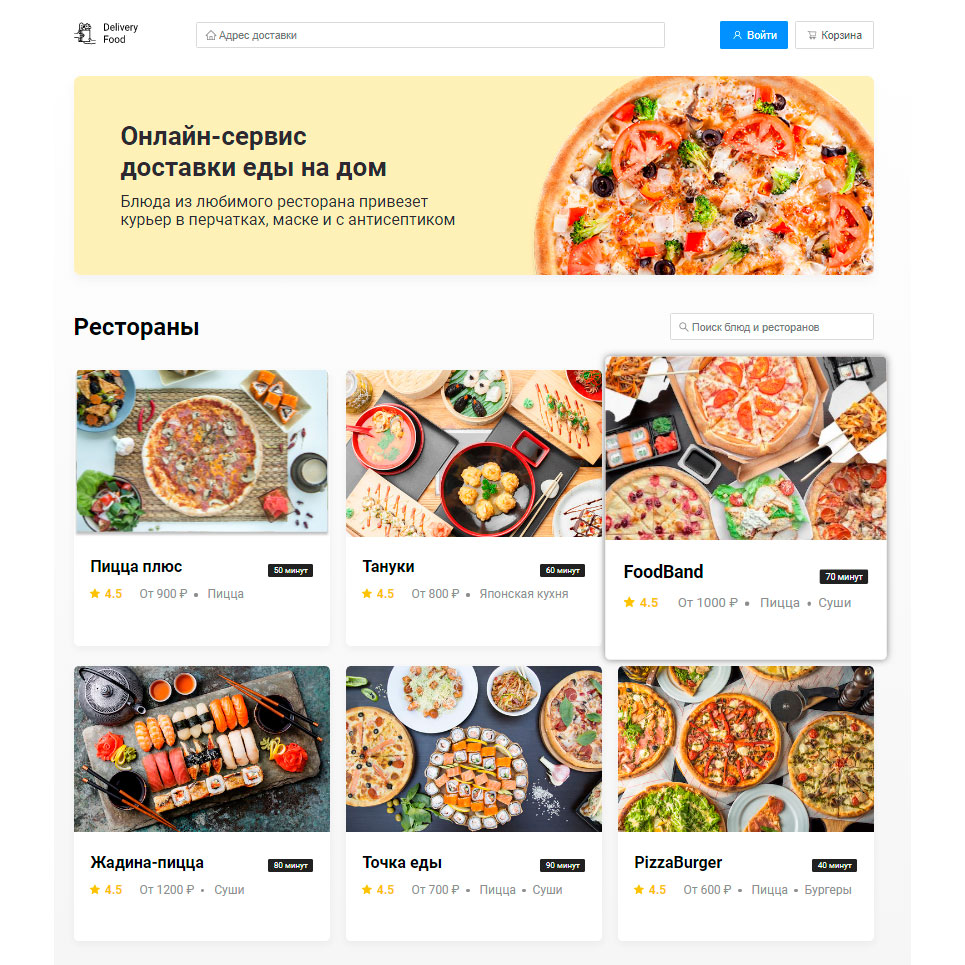 Delivery
Food
Адрес доставки
Войти
Корзина
Онлайн-сервис
доставки еды на дом
Блюда из любимого ресторана привезет
курьер в перчатках, маске и с антисептиком
Рестораны
Поиск блюд и ресторанов
Пицца плюс
50 минут
4.5 От 900 ₽ • Пицца
Тануки
60 минут
4.5 От 800 ₽ • Японская кухня
FoodBand
70 минут
4.5 От 1000 ₽ • Пицца • Суши
Жадина-пицца
80 минут
4.5 От 1200 ₽ • Суши
Точка еды
90 минут
4.5 От 700 ₽ • Пицца • Суши
PizzaBurger
40 минут
4.5 От 600 ₽ • Пицца • Бургеры